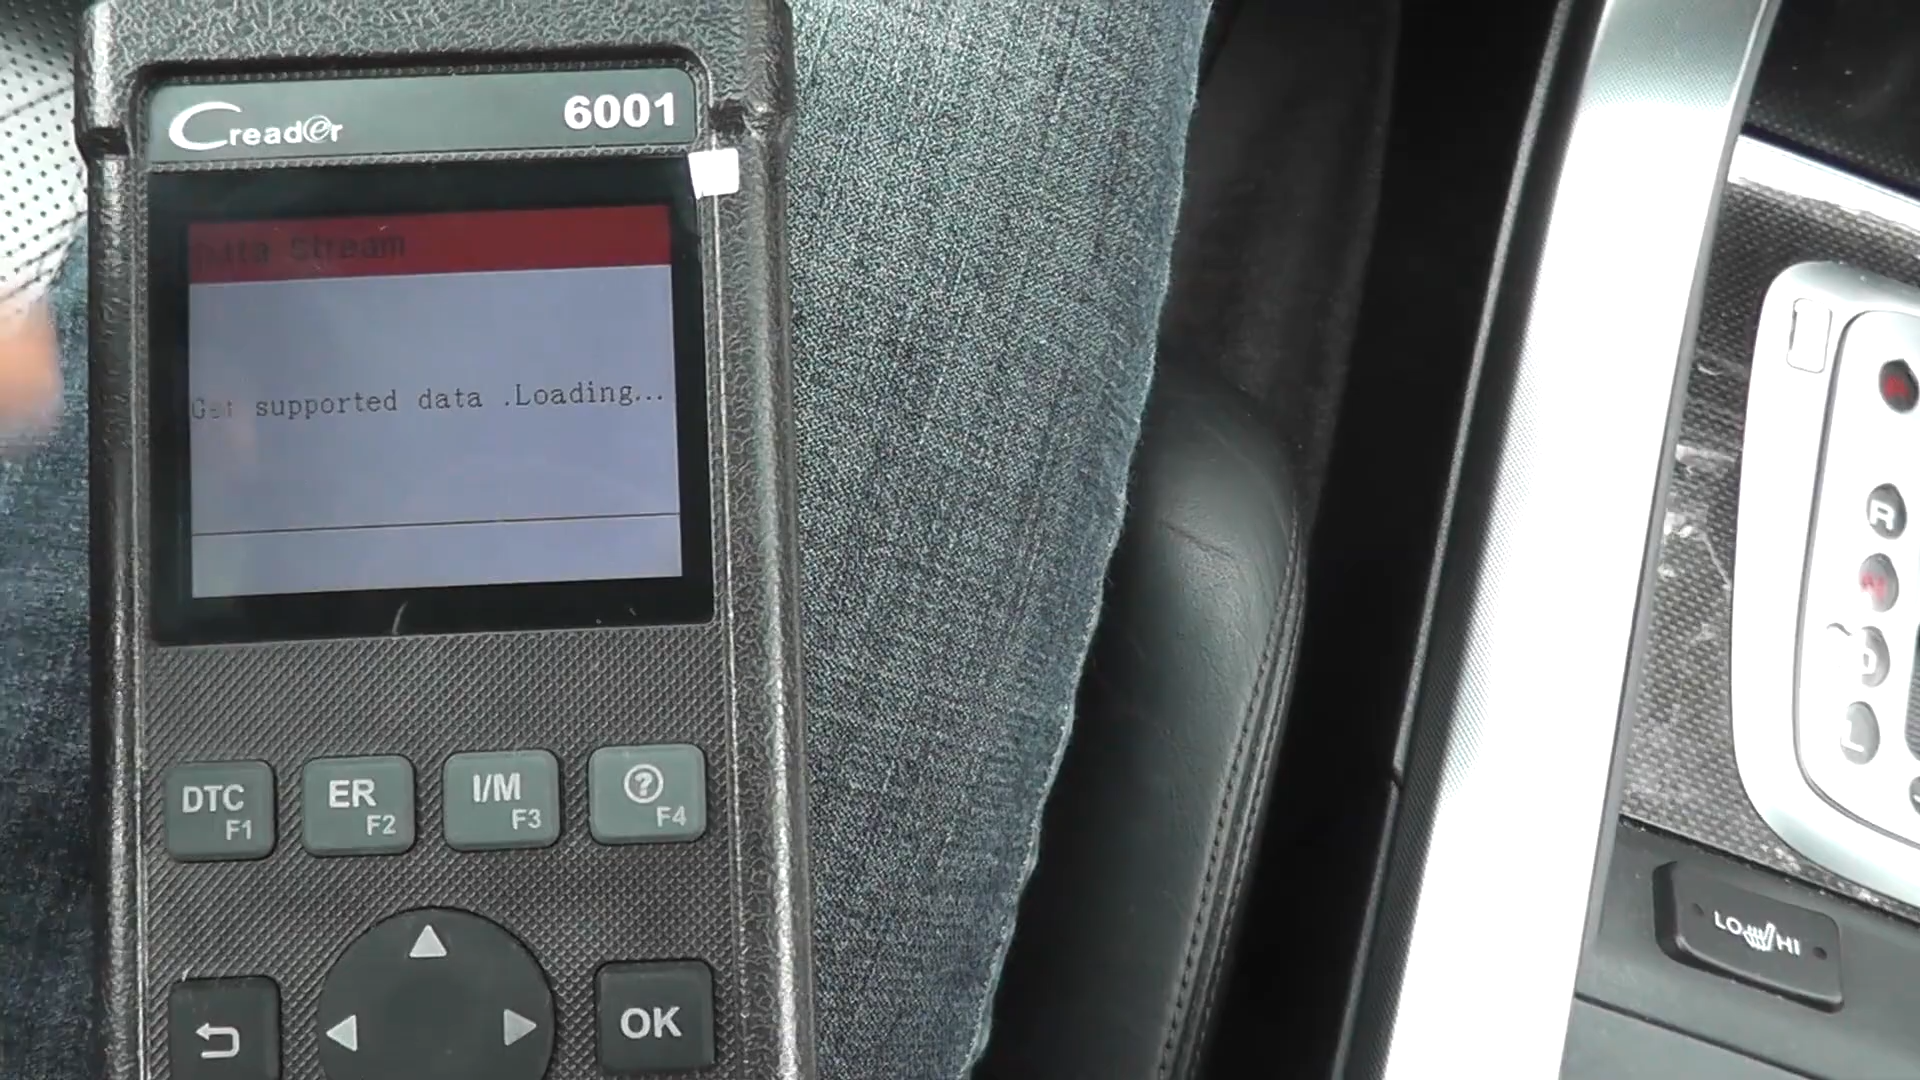 Creader
6001
Data Stream
Get supported data .Loading...
DTC
F1
ER
F2
I/M
F3
?
F4
OK
R
N
D
L
LO HI